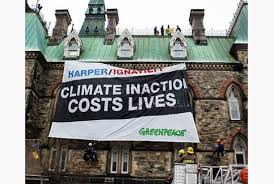 HARPER/IGNATIEFF
CLIMATE INACTION
COSTS LIVES
GREENPEACE